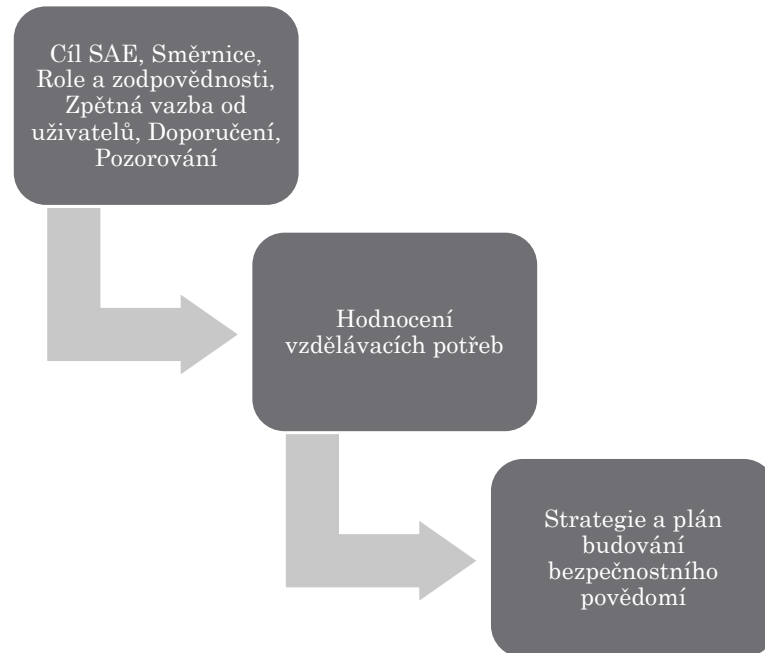 Cíl SAE, Směrnice,
Role a zodpovědnosti,
Zpětná vazba od
uživatelů, Doporučení,
Pozorování
Hodnocení
vzdělávacích potřeb
Strategie a plán
budování
bezpečnostního
povědomí